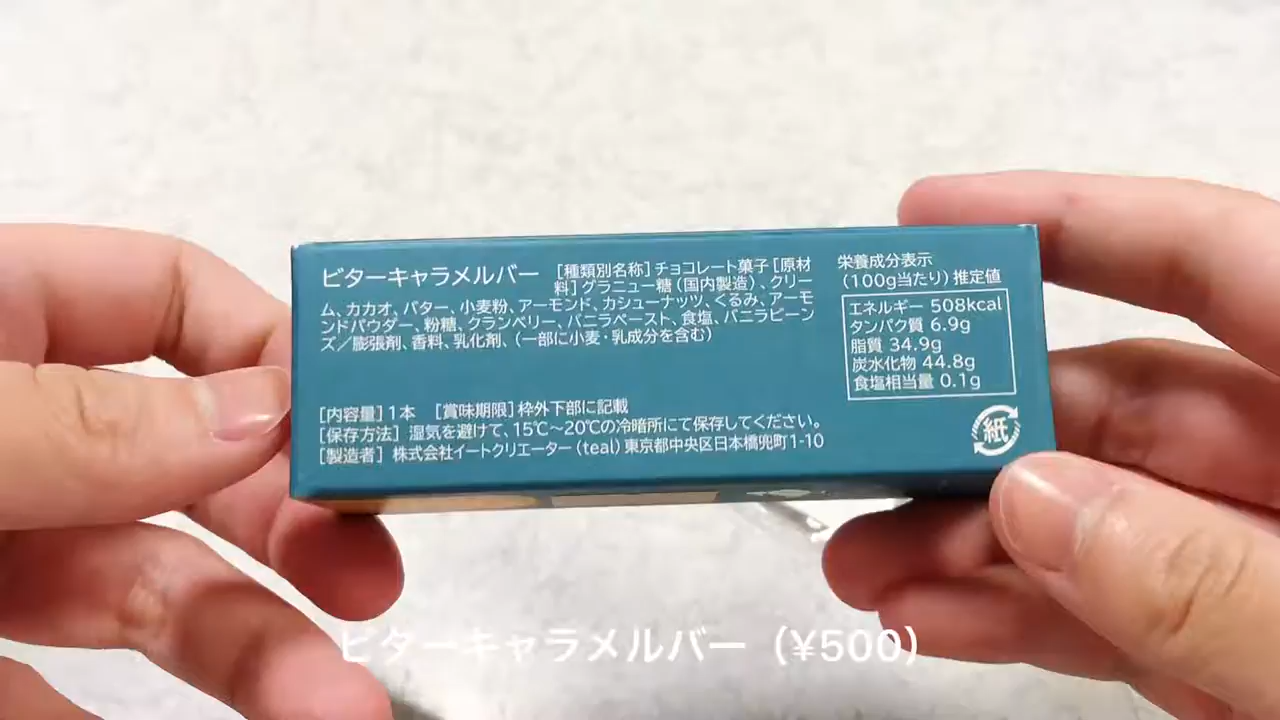 ビターキャラメルバー [種類別名称]チョコレート菓子[原材
料]グラニュー糖(国内製造)、クリー
ム、カカオ、バター、小麦粉、アーモンド、カシューナッツ、くるみ、アーモ
ンドパウダー、粉糖、クランベリー、バニラペースト、食塩、バニラビーン
ズ/膨張剤、香料、乳化剤、(一部に小麦・乳成分を含む)
[内容量]1本 [賞味期限]枠外下部に記載
[保存方法] 湿気を避けて、15℃〜20℃の冷暗所にて保存してください。
[製造者] 株式会社イートクリエーター(teal)東京都中央区日本橋兜町1-10
栄養成分表示
(100g当たり)推定値
エネルギー 508kcal
タンパク質 6.9g
脂質 34.9g
炭水化物 44.8g
食塩相当量 0.1g
紙
ビターキャラメルバー(¥500)